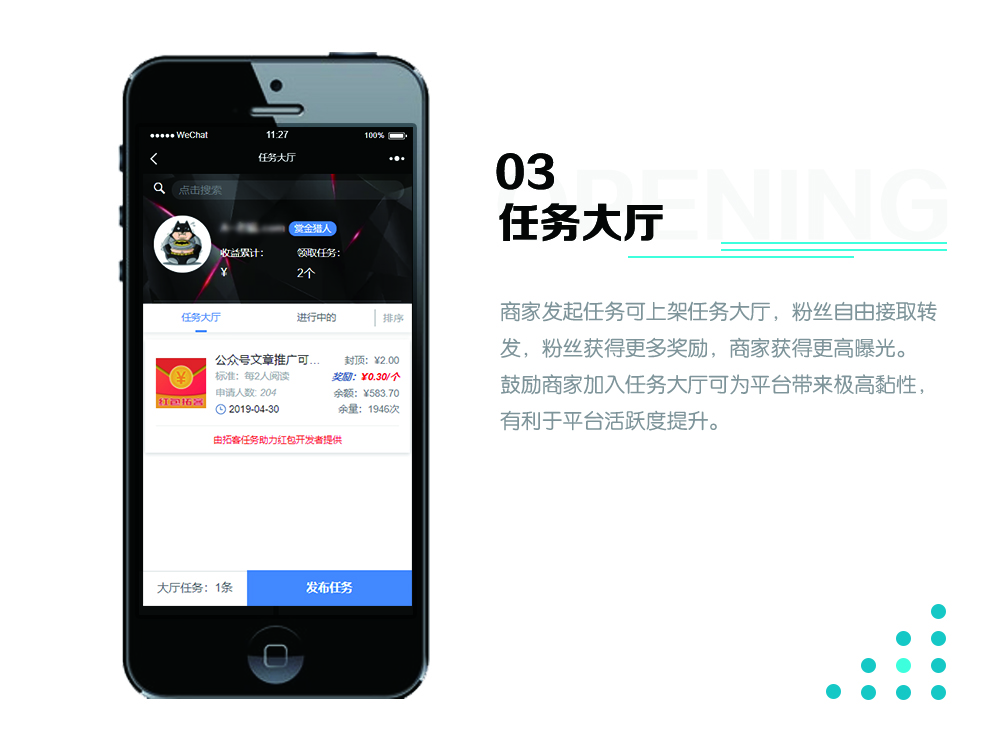 WeChat
11:27
100%
任务大厅
点击搜索
赏金猎人
收益累计：
领取任务：
¥
2个
任务大厅
进行中的
排序
公众号文章推广可...
封顶：¥2.00
标准：每2人阅读
奖励：¥0.30/个
申请人数: 204
余额：¥583.70
2019-04-30
余量：1946次
红包拓客
由拓客任务助力红包开发者提供
大厅任务：1条
发布任务
OPENING
03
任务大厅
商家发起任务可上架任务大厅，粉丝自由接取转
发，粉丝获得更多奖励，商家获得更高曝光。
鼓励商家加入任务大厅可为平台带来极高黏性，
有利于平台活跃度提升。